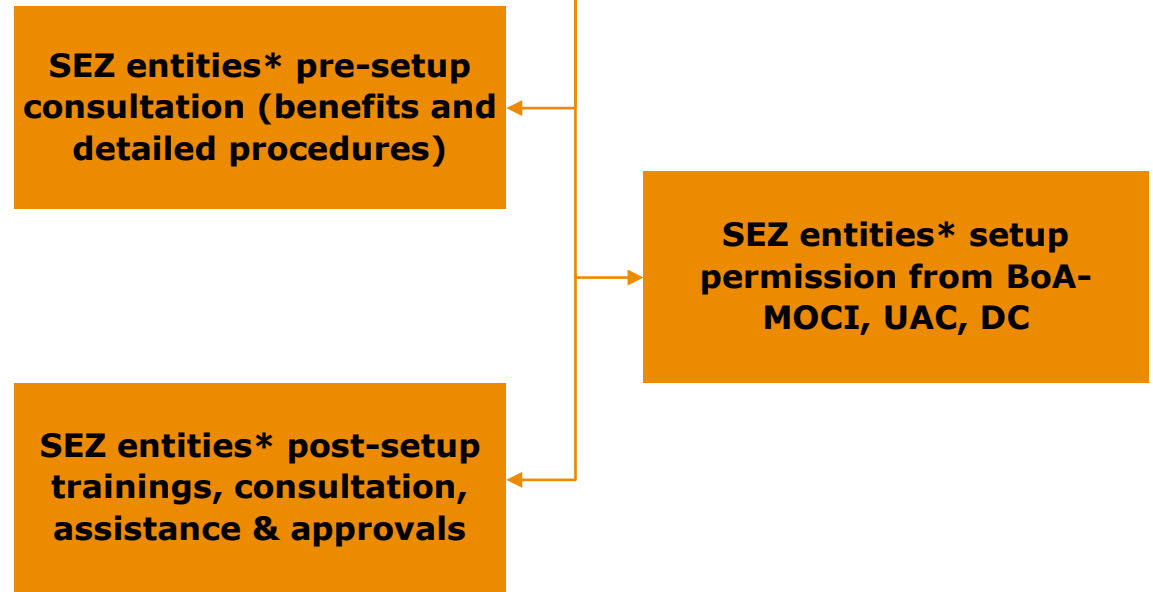 SEZ entities* pre-setup
consultation (benefits and
detailed procedures)
SEZ entities* setup
permission from BoA-
MOCI, UAC, DC
SEZ entities* post-setup
trainings, consultation,
assistance & approvals